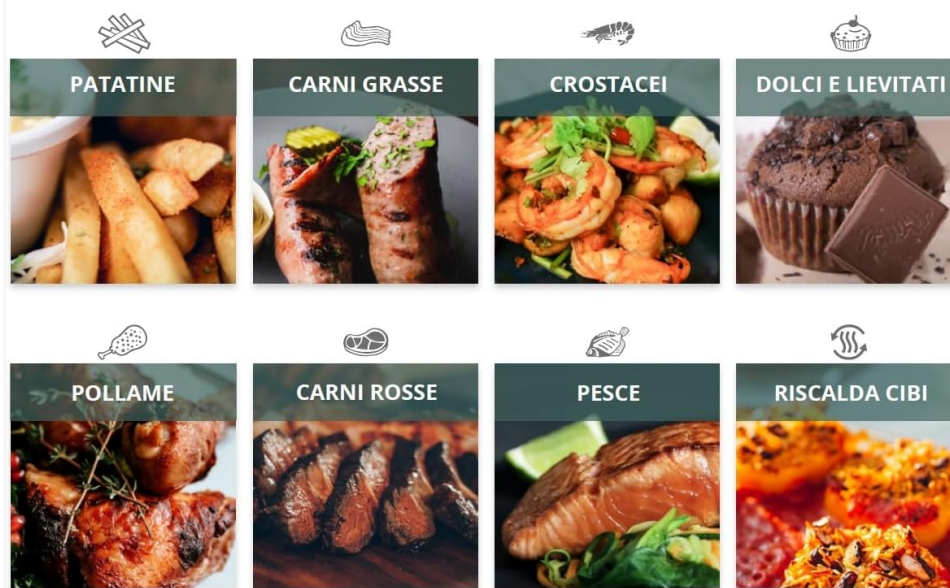 PATATINE
CARNI GRASSE
CROSTACEI
DOLCI E LIEVITATI
POLLAME
CARNI ROSSE
PESCE
RISCALDA CIBI